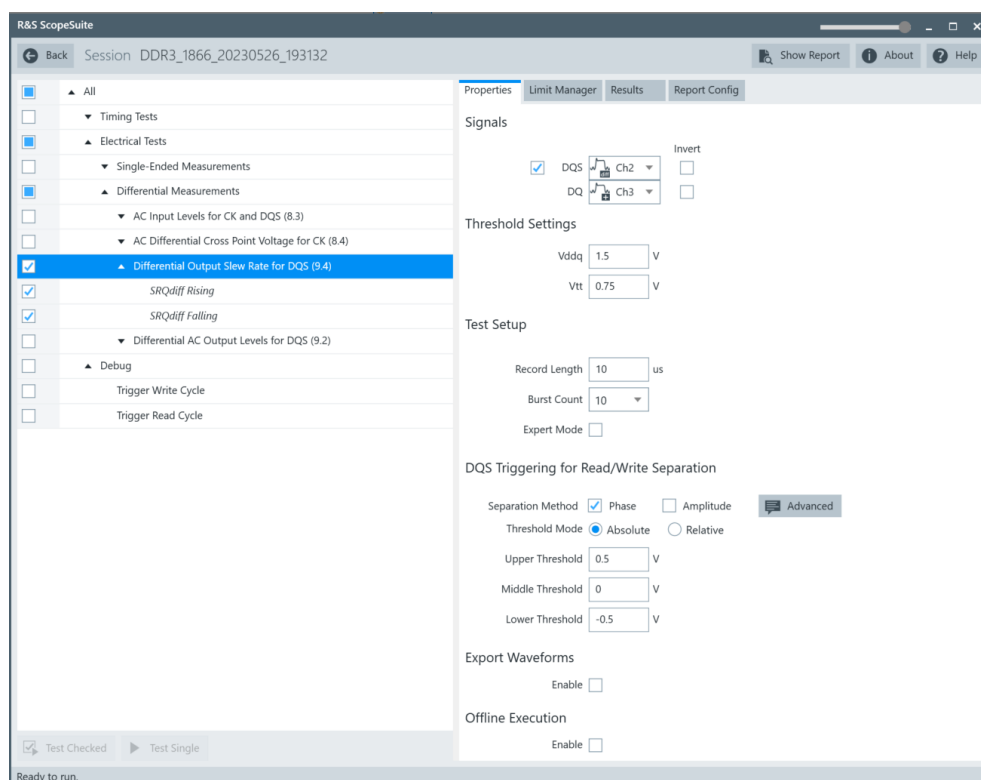 R&S ScopeSuite
Back Session DDR3_1866_20230526_193132 Show Report About Help
All
Timing Tests
Electrical Tests
Single-Ended Measurements
Differential Measurements
AC Input Levels for CK and DQS (8.3)
AC Differential Cross Point Voltage for CK (8.4)
Differential Output Slew Rate for DQS (9.4)
SRQdiff Rising
SRQdiff Falling
Differential AC Output Levels for DQS (9.2)
Debug
Trigger Write Cycle
Trigger Read Cycle
Test Checked Test Single
Ready to run.
Properties Limit Manager Results Report Config
Signals
Invert
DQS Ch2
DQ Ch3
Threshold Settings
Vddq 1.5 V
Vtt 0.75 V
Test Setup
Record Length 10 us
Burst Count 10
Expert Mode
DQS Triggering for Read/Write Separation
Separation Method Phase Amplitude Advanced
Threshold Mode Absolute Relative
Upper Threshold 0.5 V
Middle Threshold 0 V
Lower Threshold -0.5 V
Export Waveforms
Enable
Offline Execution
Enable